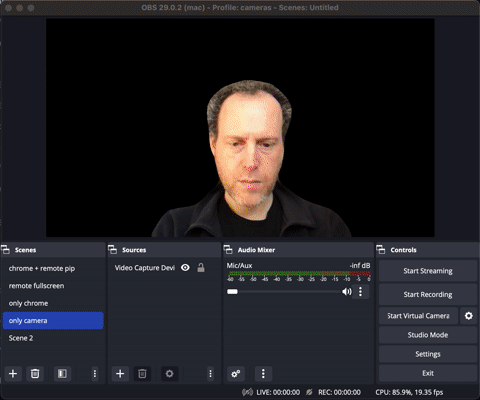 OBS 29.0.2 (mac) - Profile: cameras - Scenes: Untitled
Scenes
chrome + remote pip
remote fullscreen
only chrome
only camera
Scene 2
Sources
Video Capture Devi
Audio Mixer
Mic/Aux -inf dB
-60 -55 -50 -45 -40 -35 -30 -25 -20 -15 -10 -5 0
Controls
Start Streaming
Start Recording
Start Virtual Camera
Studio Mode
Settings
Exit
LIVE: 00:00:00 REC: 00:00:00 CPU: 85.9%, 19.35 fps